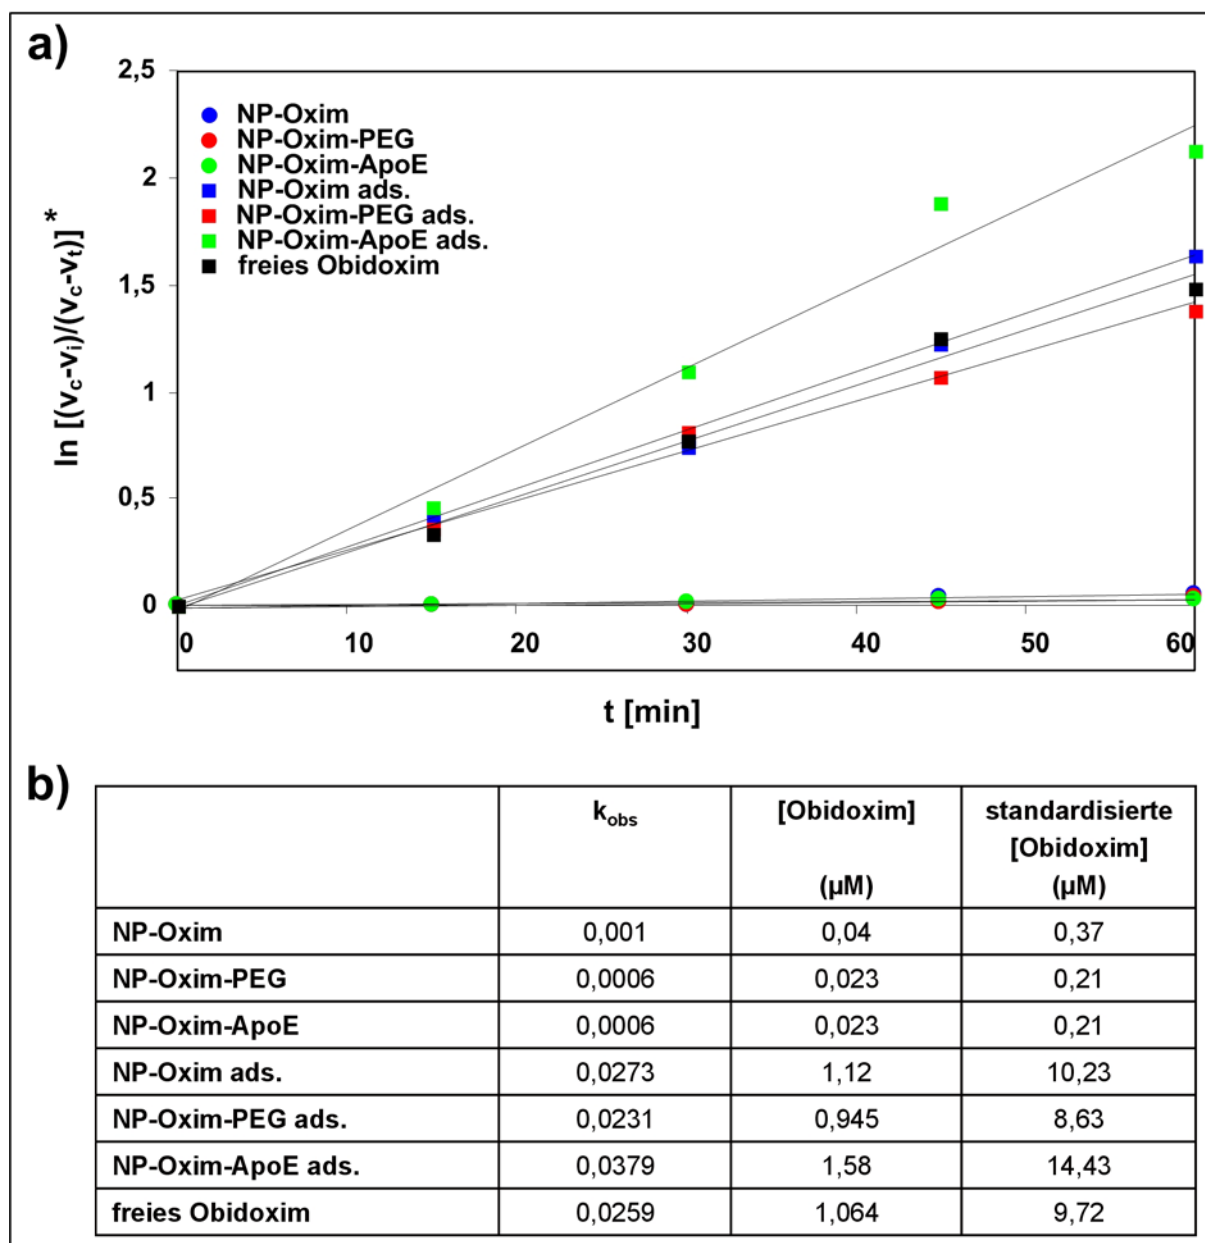 a)
2,5
2
1,5
1
0,5
0
ln [(v_c-v_i)/(v_c-v_t)] *
NP-Oxim
NP-Oxim-PEG
NP-Oxim-ApoE
NP-Oxim ads.
NP-Oxim-PEG ads.
NP-Oxim-ApoE ads.
freies Obidoxim
0 10 20 30 40 50 60
t [min]
b)
k_obs [Obidoxim] standardisierte
[Obidoxim]
(µM) (µM)
NP-Oxim 0,001 0,04 0,37
NP-Oxim-PEG 0,0006 0,023 0,21
NP-Oxim-ApoE 0,0006 0,023 0,21
NP-Oxim ads. 0,0273 1,12 10,23
NP-Oxim-PEG ads. 0,0231 0,945 8,63
NP-Oxim-ApoE ads. 0,0379 1,58 14,43
freies Obidoxim 0,0259 1,064 9,72